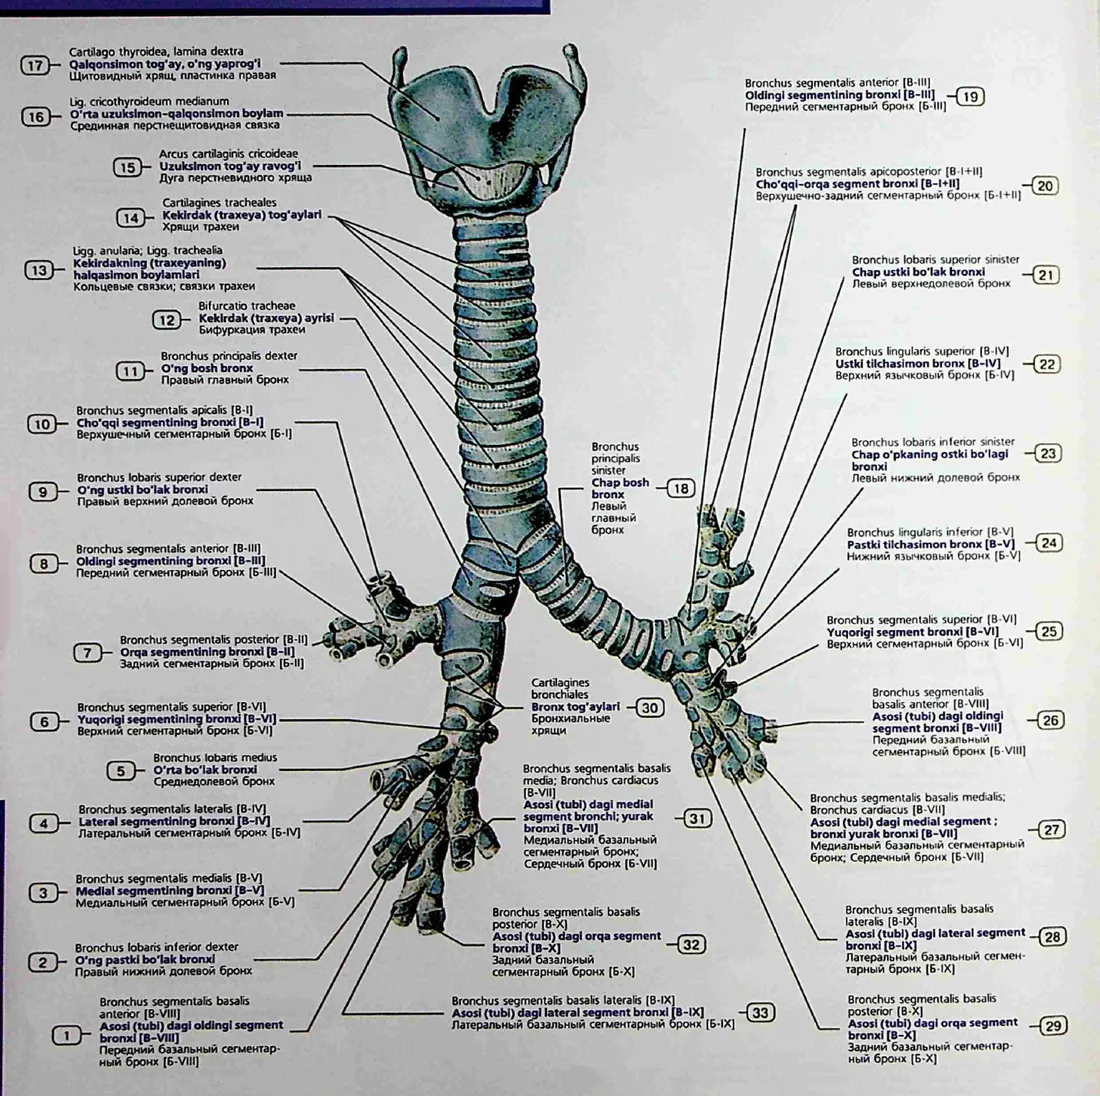 17
Cartilago thyroidea, lamina dextra
Qalqonsimon tog'ay, o'ng yaprog'i
Щитовидный хрящ, пластинка правая
16
Lig. cricothyroideum medianum
O'rta uzuksimon-qalqonsimon boylam
Срединная перстнещитовидная связка
15
Arcus cartilaginis cricoideae
Uzuksimon tog'ay ravog'i
Дуга перстневидного хряща
14
Cartilagines tracheales
Kekirdak (traxeya) tog'aylari
Хрящи трахеи
13
Ligg. anularia; Ligg. trachealia
Kekirdakning (traxeyaning)
halqasimon boylamlari
Кольцевые связки; связки трахеи
12
Bifurcatio tracheae
Kekirdak (traxeya) ayrisi
Бифуркация трахеи
11
Bronchus principalis dexter
O'ng bosh bronx
Правый главный бронх
10
Bronchus segmentalis apicalis [B-I]
Cho'qqi segmentining bronxi [B-I]
Верхушечный сегментарный бронх [Б-I]
9
Bronchus lobaris superior dexter
O'ng ustki bo'lak bronxi
Правый верхний долевой бронх
8
Bronchus segmentalis anterior [B-III]
Oldingi segmentining bronxi [B-III]
Передний сегментарный бронх [Б-III]
7
Bronchus segmentalis posterior [B-II]
Orqa segmentining bronxi [B-II]
Задний сегментарный бронх [Б-II]
6
Bronchus segmentalis superior [B-VI]
Yuqorigi segmentining bronxi [B-VI]
Верхний сегментарный бронх [Б-VI]
5
Bronchus lobaris medius
O'rta bo'lak bronxi
Среднедолевой бронх
4
Bronchus segmentalis lateralis [B-IV]
Lateral segmentining bronxi [B-IV]
Латеральный сегментарный бронх [Б-IV]
3
Bronchus segmentalis medialis [B-V]
Medial segmentining bronxi [B-V]
Медиальный сегментарный бронх [Б-V]
2
Bronchus lobaris inferior dexter
O'ng pastki bo'lak bronxi
Правый нижний долевой бронх
1
Bronchus segmentalis basalis
anterior [B-VIII]
Asosi (tubi) dagi oldingi segment
bronxi [B-VIII]
Передний базальный сегментар-
ный бронх [Б-VIII]
Bronchus
principalis
sinister
Chap bosh
bronx
Левый
главный
бронх
18
Cartilagines
bronchiales
Bronx tog'aylari
Бронхиальные
хрящи
30
Bronchus segmentalis basalis
media; Bronchus cardiacus
[B-VII]
Asosi (tubi) dagi medial
segment bronchi; yurak
bronxi [B-VII]
Медиальный базальный
сегментарный бронх;
Сердечный бронх [Б-VII]
31
Bronchus segmentalis basalis
posterior [B-X]
Asosi (tubi) dagi orqa segment
bronxi [B-X]
Задний базальный
сегментарный бронх [Б-X]
32
Bronchus segmentalis basalis lateralis [B-IX]
Asosi (tubi) dagi lateral segment bronxi [B-IX]
Латеральный базальный сегментарный бронх [Б-IX]
33
Bronchus segmentalis anterior [B-III]
Oldingi segmentining bronxi [B-III]
Передний сегментарный бронх [Б-III]
19
Bronchus segmentalis apicoposterior [B-I+II]
Cho'qqi-orqa segment bronxi [B-I+II]
Верхушечно-задний сегментарный бронх [Б-I+II]
20
Bronchus lobaris superior sinister
Chap ustki bo'lak bronxi
Левый верхнедолевой бронх
21
Bronchus lingularis superior [B-IV]
Ustki tilchasimon bronx [B-IV]
Верхний язычковый бронх [Б-IV]
22
Bronchus lobaris inferior sinister
Chap o'pkaning ostki bo'lagi
bronxi
Левый нижний долевой бронх
23
Bronchus lingularis inferior [B-V]
Pastki tilchasimon bronx [B-V]
Нижний язычковый бронх [Б-V]
24
Bronchus segmentalis superior [B-VI]
Yuqorigi segment bronxi [B-VI]
Верхний сегментарный бронх [Б-VI]
25
Bronchus segmentalis
basalis anterior [B-VIII]
Asosi (tubi) dagi oldingi
segment bronxi [B-VIII]
Передний базальный
сегментарный бронх [Б-VIII]
26
Bronchus segmentalis basalis medialis;
Bronchus cardiacus [B-VII]
Asosi (tubi) dagi medial segment ;
bronxi yurak bronxi [B-VII]
Медиальный базальный сегментарный
бронх; Сердечный бронх [Б-VII]
27
Bronchus segmentalis basalis
lateralis [B-IX]
Asosi (tubi) dagi lateral segment
bronxi [B-IX]
Латеральный базальный сегмен-
тарный бронх [Б-IX]
28
Bronchus segmentalis basalis
posterior [B-X]
Asosi (tubi) dagi orqa segment
bronxi [B-X]
Задний базальный сегментар-
ный бронх [Б-X]
29